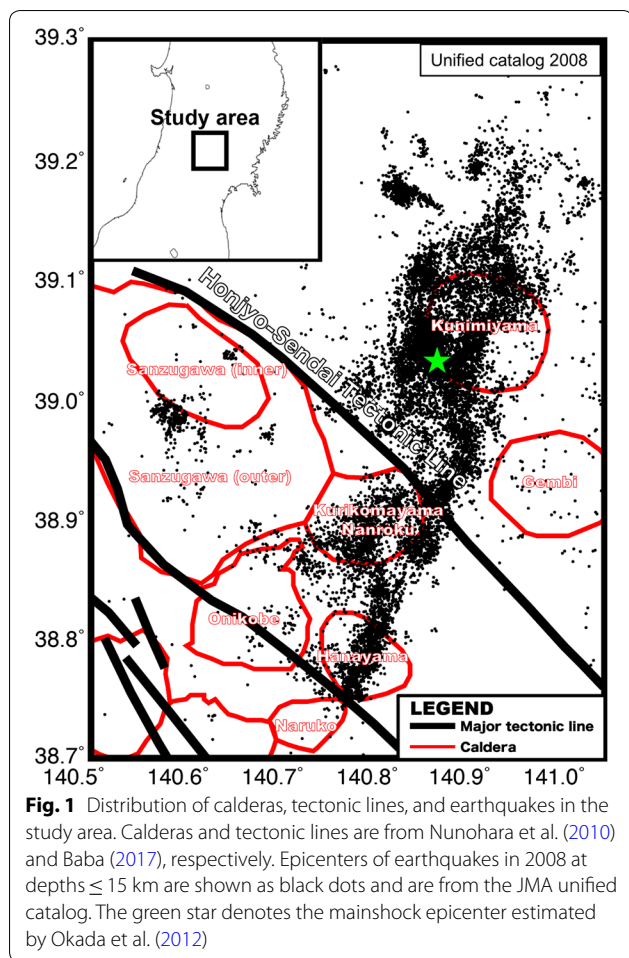 39.3°
39.2°
39.1°
39.0°
38.9°
38.8°
38.7°
Unified catalog 2008
Study area
Honjyo-Sendai Tectonic Line
Kunimiyama
Sanzugawa (inner)
Sanzugawa (outer)
Gembi
Kurikomayama
Nanroku
Onikobe
Hanayama
Naruko
LEGEND
Major tectonic line
Caldera
140.5° 140.6° 140.7° 140.8° 140.9° 141.0°
Fig. 1 Distribution of calderas, tectonic lines, and earthquakes in the
study area. Calderas and tectonic lines are from Nunohara et al. (2010)
and Baba (2017), respectively. Epicenters of earthquakes in 2008 at
depths ≤ 15 km are shown as black dots and are from the JMA unified
catalog. The green star denotes the mainshock epicenter estimated
by Okada et al. (2012)